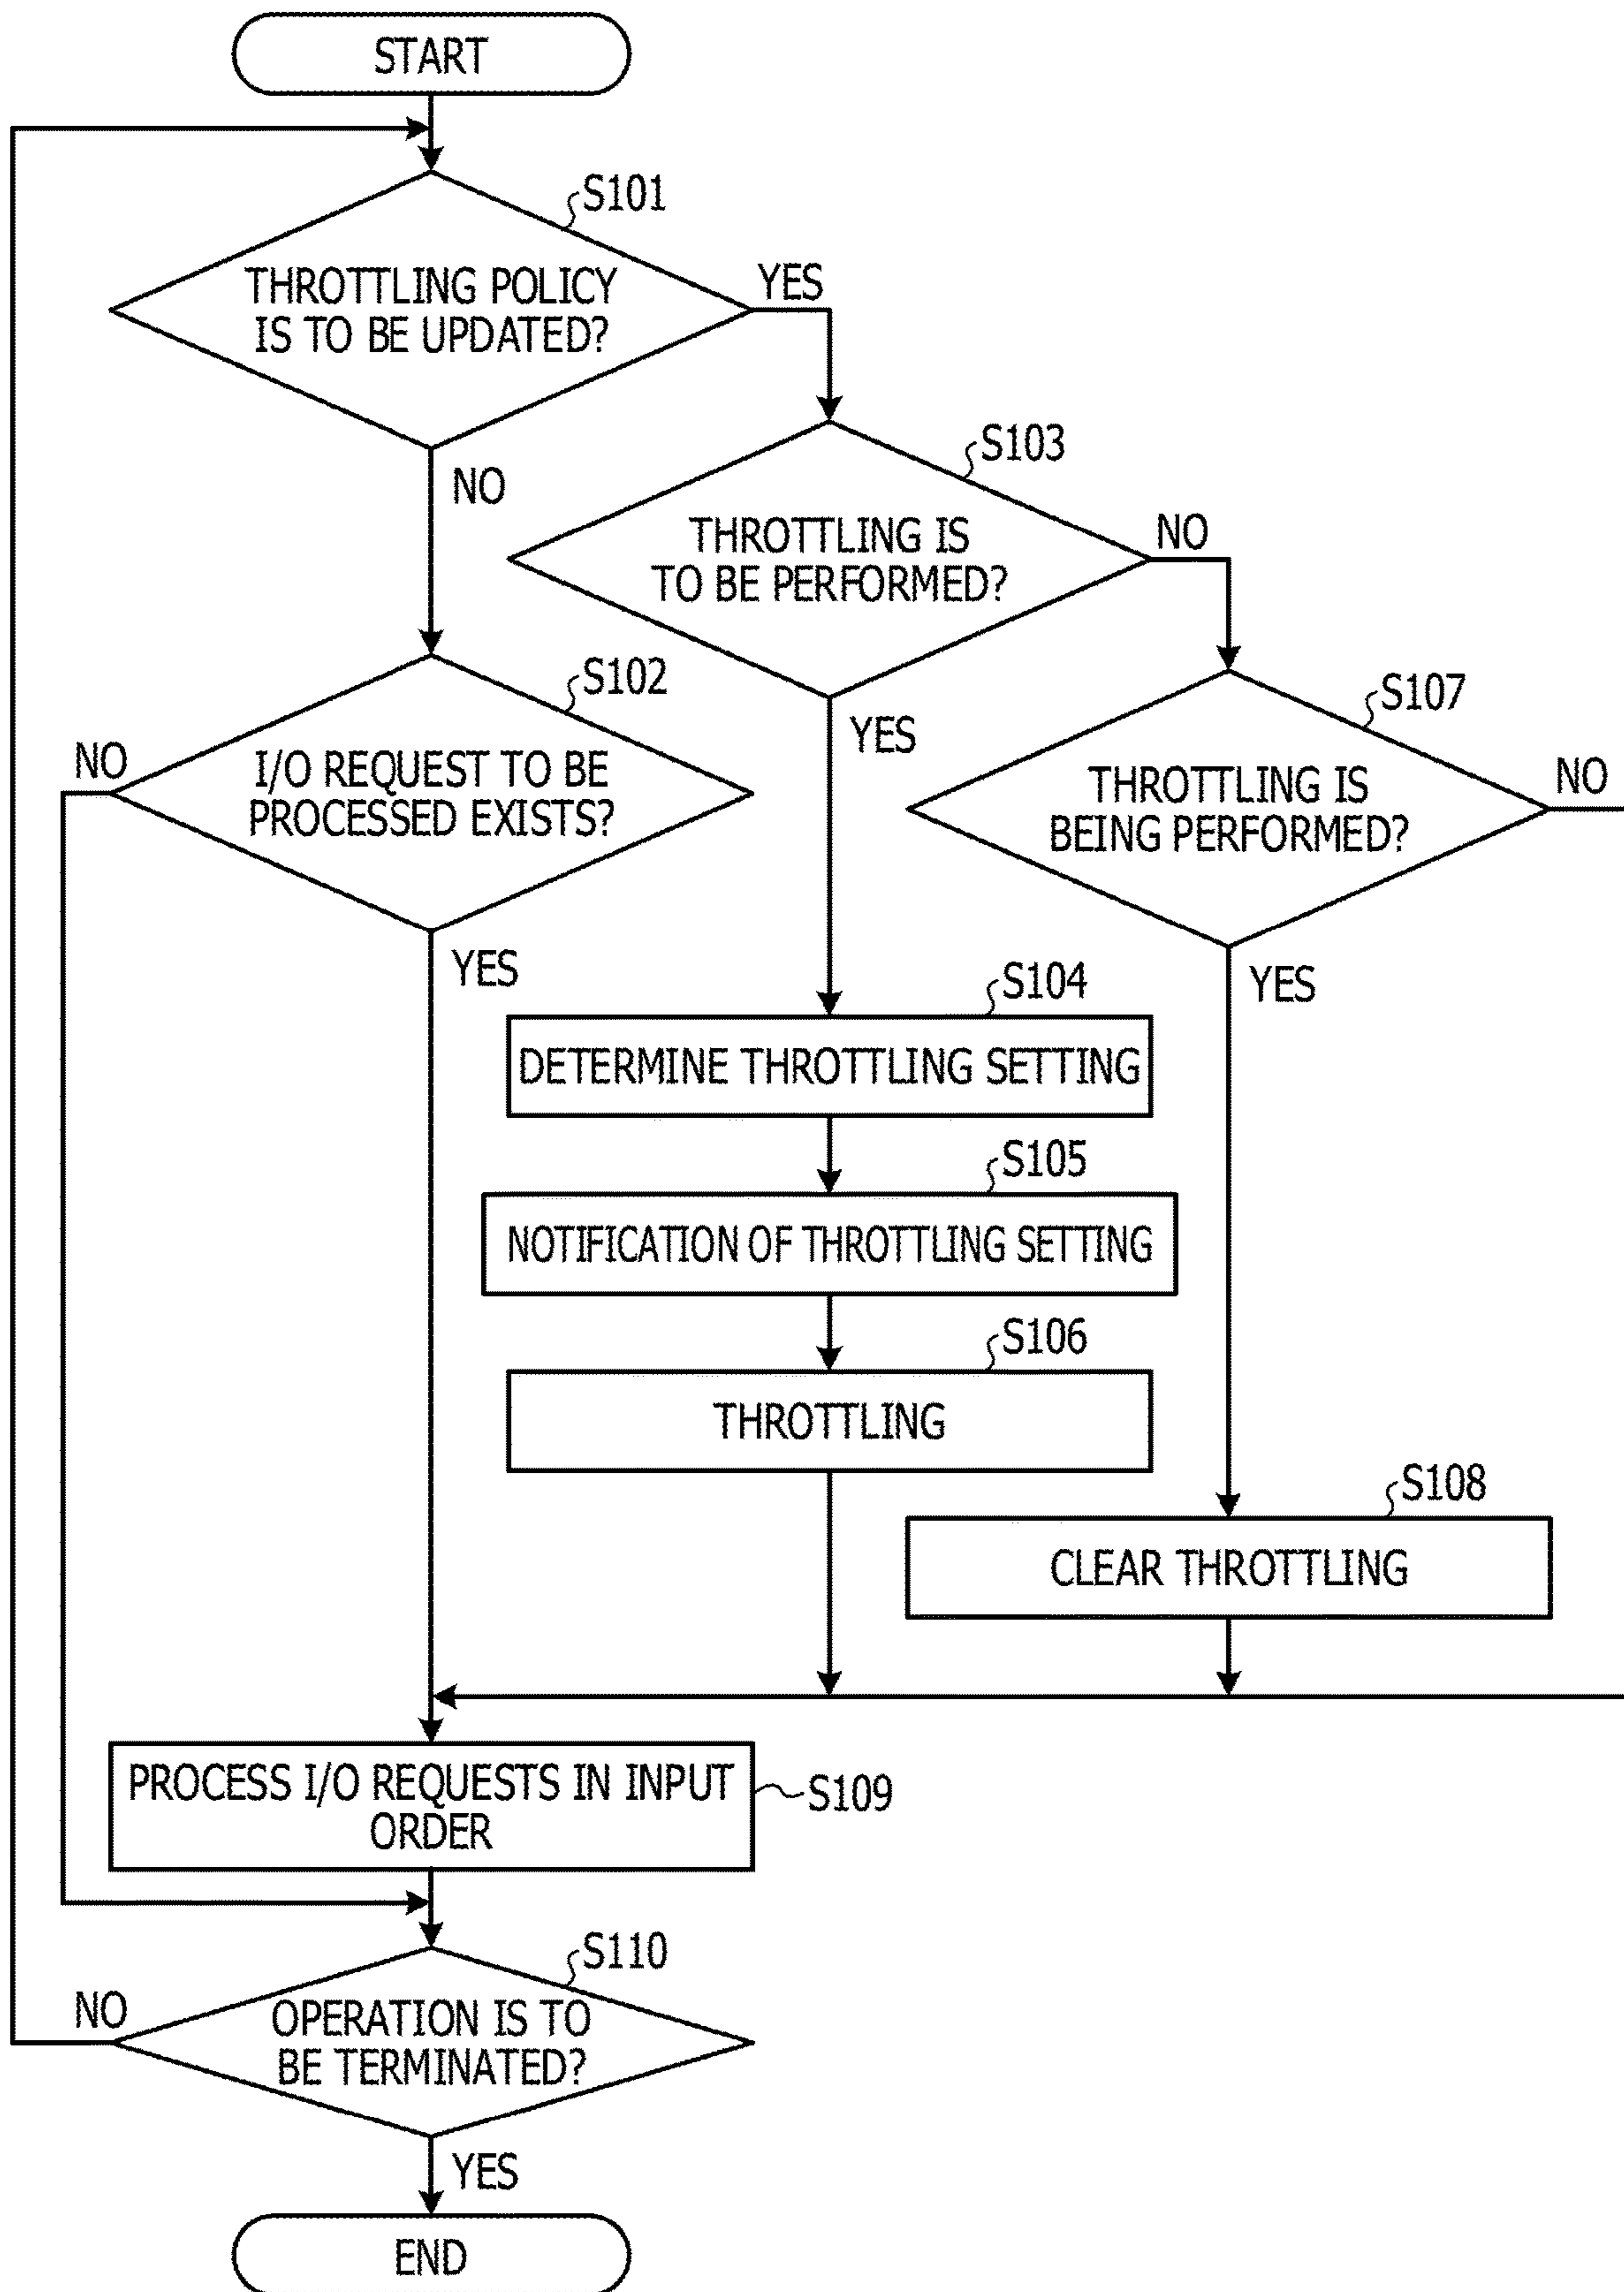 START
S101
THROTTLING POLICY
IS TO BE UPDATED?
YES
NO
S103
THROTTLING IS
TO BE PERFORMED?
NO
YES
S102
I/O REQUEST TO BE
PROCESSED EXISTS?
NO
YES
S107
THROTTLING IS
BEING PERFORMED?
NO
YES
S104
DETERMINE THROTTLING SETTING
S105
NOTIFICATION OF THROTTLING SETTING
S106
THROTTLING
S108
CLEAR THROTTLING
PROCESS I/O REQUESTS IN INPUT
ORDER
S109
S110
OPERATION IS TO
BE TERMINATED?
NO
YES
END